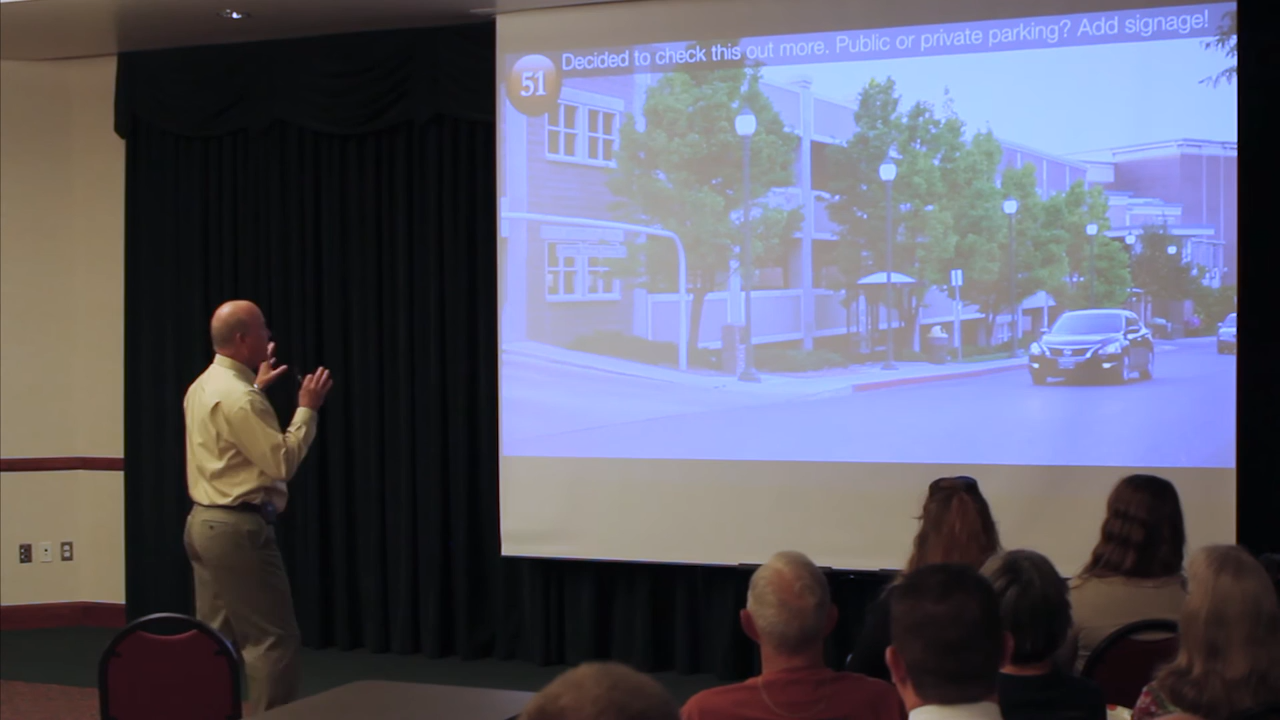 Decided to check this out more. Public or private parking? Add signage!
51